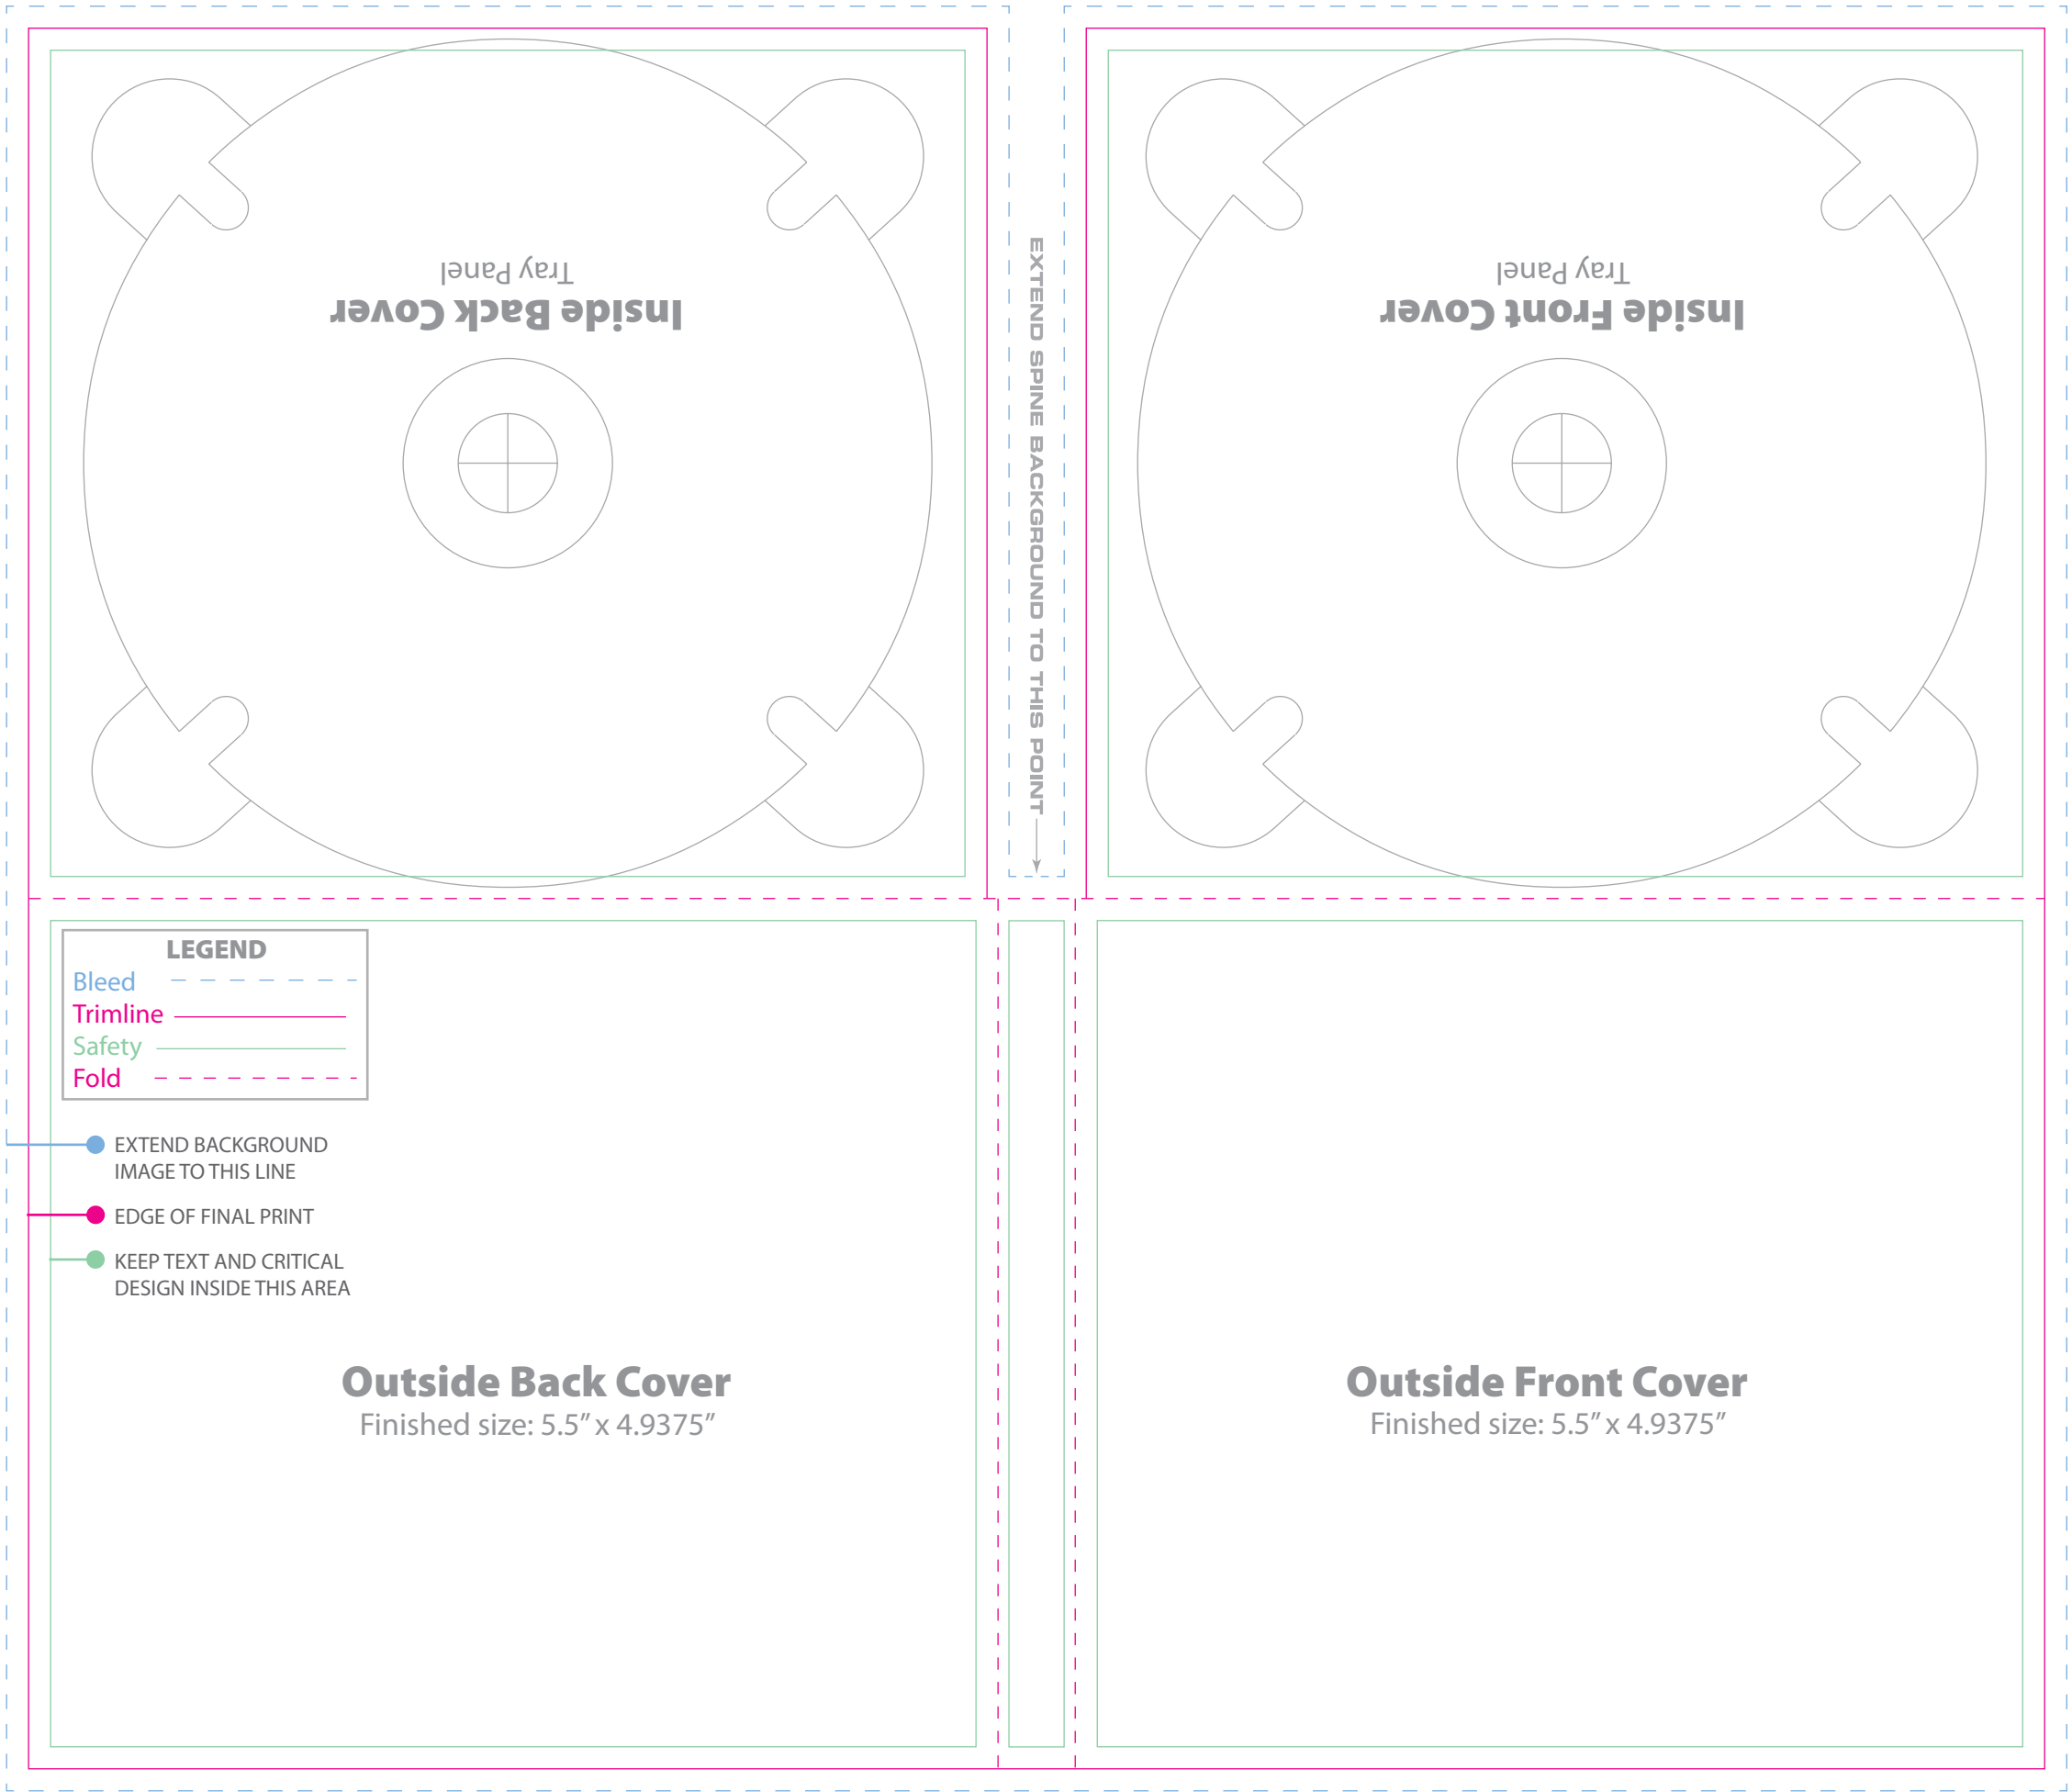 Inside Back Cover
Tray Panel
EXTEND SPINE BACKGROUND TO THIS POINT
Inside Front Cover
Tray Panel
LEGEND
Bleed
Trimline
Safety
Fold
EXTEND BACKGROUND
IMAGE TO THIS LINE
EDGE OF FINAL PRINT
KEEP TEXT AND CRITICAL
DESIGN INSIDE THIS AREA
Outside Back Cover
Finished size: 5.5” x 4.9375”
Outside Front Cover
Finished size: 5.5” x 4.9375”